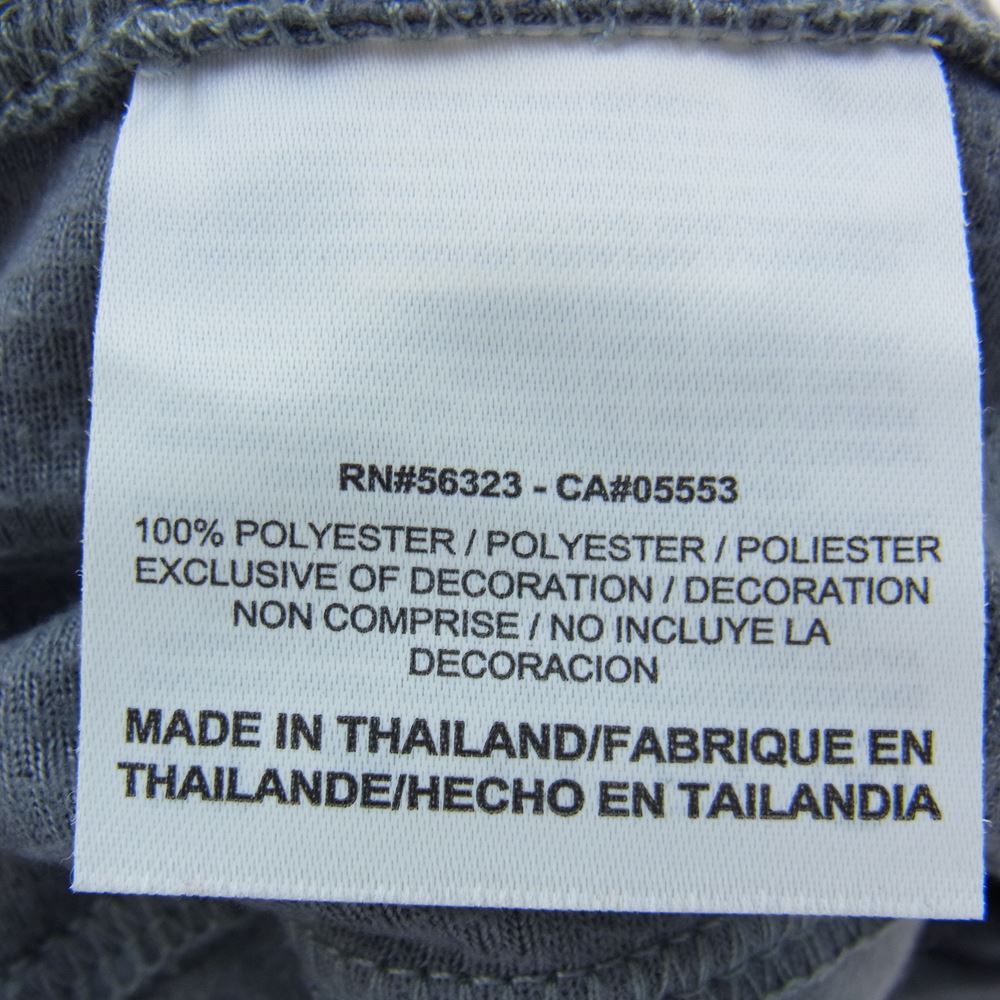 RN#56323 - CA#05553
100% POLYESTER / POLYESTER / POLIESTER
EXCLUSIVE OF DECORATION / DECORATION
NON COMPRISE / NO INCLUYE LA
DECORACION
MADE IN THAILAND/FABRIQUE EN
THAILANDE/HECHO EN TAILANDIA